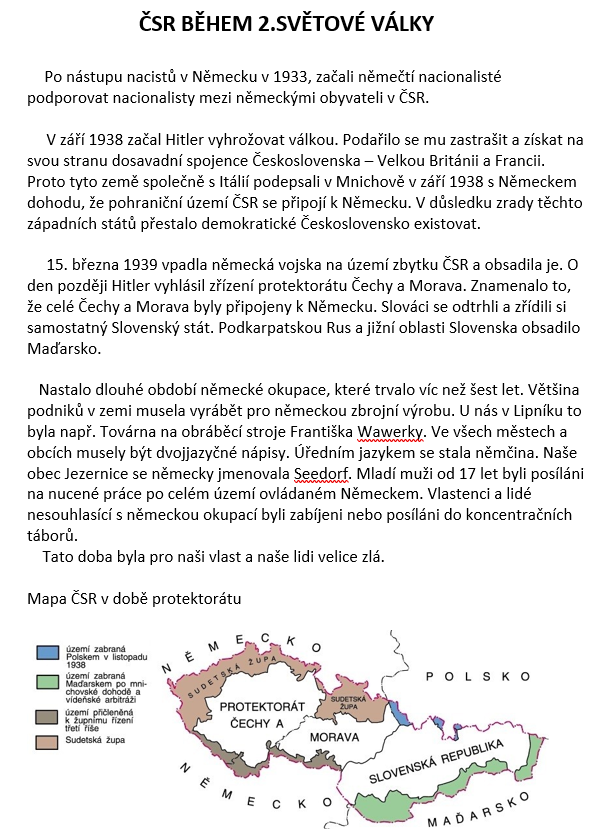 ČSR BĚHEM 2.SVĚTOVÉ VÁLKY
Po nástupu nacistů v Německu v 1933, začali němečtí nacionalisté
podporovat nacionalisty mezi německými obyvateli v ČSR.
V září 1938 začal Hitler vyhrožovat válkou. Podařilo se mu zastrašit a získat na
svou stranu dosavadní spojence Československa – Velkou Británii a Francii.
Proto tyto země společně s Itálií podepsali v Mnichově v září 1938 s Německem
dohodu, že pohraniční území ČSR se připojí k Německu. V důsledku zrady těchto
západních států přestalo demokratické Československo existovat.
15. března 1939 vpadla německá vojska na území zbytku ČSR a obsadila je. O
den později Hitler vyhlásil zřízení protektorátu Čechy a Morava. Znamenalo to,
že celé Čechy a Morava byly připojeny k Německu. Slováci se odtrhli a zřídili si
samostatný Slovenský stát. Podkarpatskou Rus a jižní oblasti Slovenska obsadilo
Maďarsko.
Nastalo dlouhé období německé okupace, které trvalo víc než šest let. Většina
podniků v zemi musela vyrábět pro německou zbrojní výrobu. U nás v Lipníku to
byla např. Továrna na obráběcí stroje Františka Wawerky. Ve všech městech a
obcích musely být dvojjazyčné nápisy. Úředním jazykem se stala němčina. Naše
obec Jezernice se německy jmenovala Seedorf. Mladí muži od 17 let byli posíláni
na nucené práce po celém území ovládaném Německem. Vlastenci a lidé
nesouhlasící s německou okupací byli zabíjeni nebo posíláni do koncentračních
táborů.
Tato doba byla pro naši vlast a naše lidi velice zlá.
Mapa ČSR v době protektorátu
území zabraná
Polskem v listopadu
1938
území zabraná
Maďarskem po mni-
chovské dohodě a
vídeňské arbitráži
území přičleněná
k župnímu řízení
třetí říše
Sudetská župa
NĚMECKO
SUDETSKÁ ŽUPA
PROTEKTORÁT
ČECHY A
MORAVA
SUDETSKÁ
ŽUPA
POLSKO
SLOVENSKÁ REPUBLIKA
NĚMECKO
MAĎARSKO